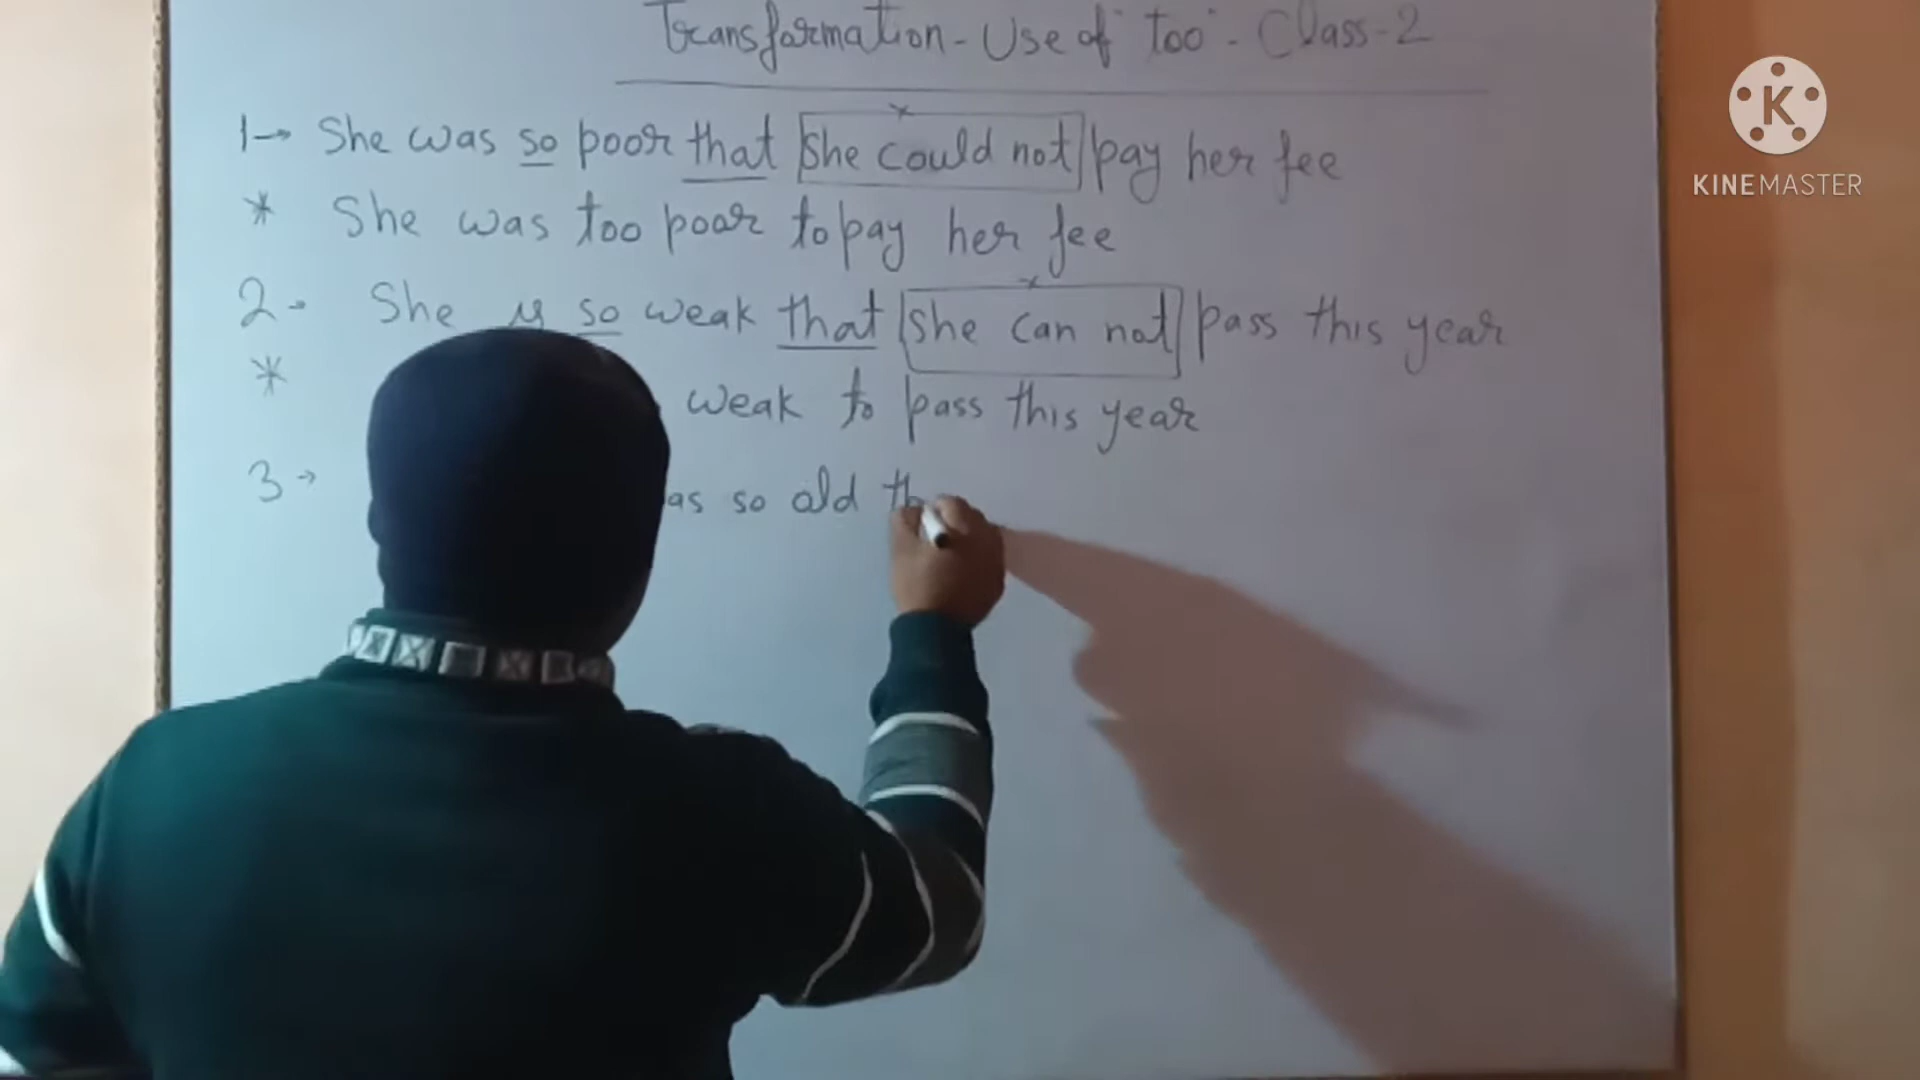 Transformation - Use of "too" - Class-2
1→ She was so poor that she could not pay her fee
* She was too poor to pay her fee
2→ She is so weak that she can not pass this year
* weak to pass this year
3→ as so old th
KINEMASTER